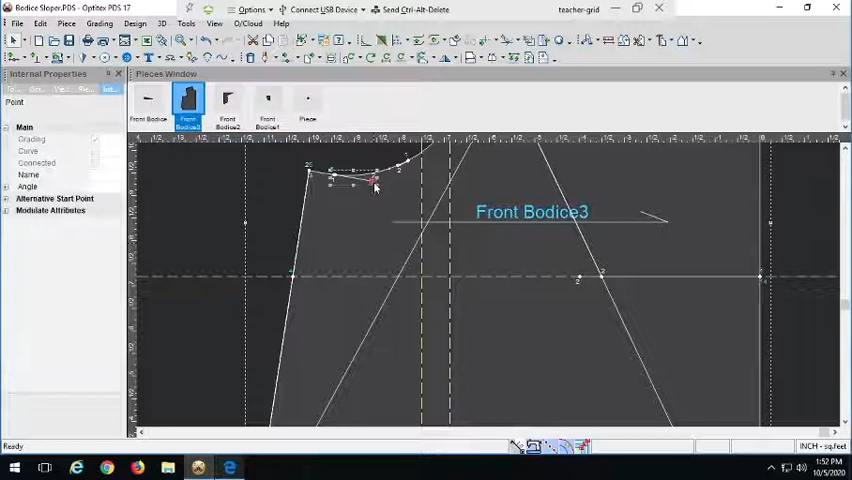 Bodice Sloper.PDS - Optitex PDS 17
Options
Connect USB Device
Send Ctrl-Alt-Delete
teacher-grid
File Edit Piece Grading Design 3D Tools View O/Cloud Help
Internal Properties
Pieces Window
Point
Main
Grading
Curve
Connected
Name
Angle
Alternative Start Point
Modulate Attributes
Front Bodice
Front Bodice3
Front Bodice2
Front Bodice1
Piece
Front Bodice3
Ready
INCH - sq.feet
1:52 PM
10/5/2020